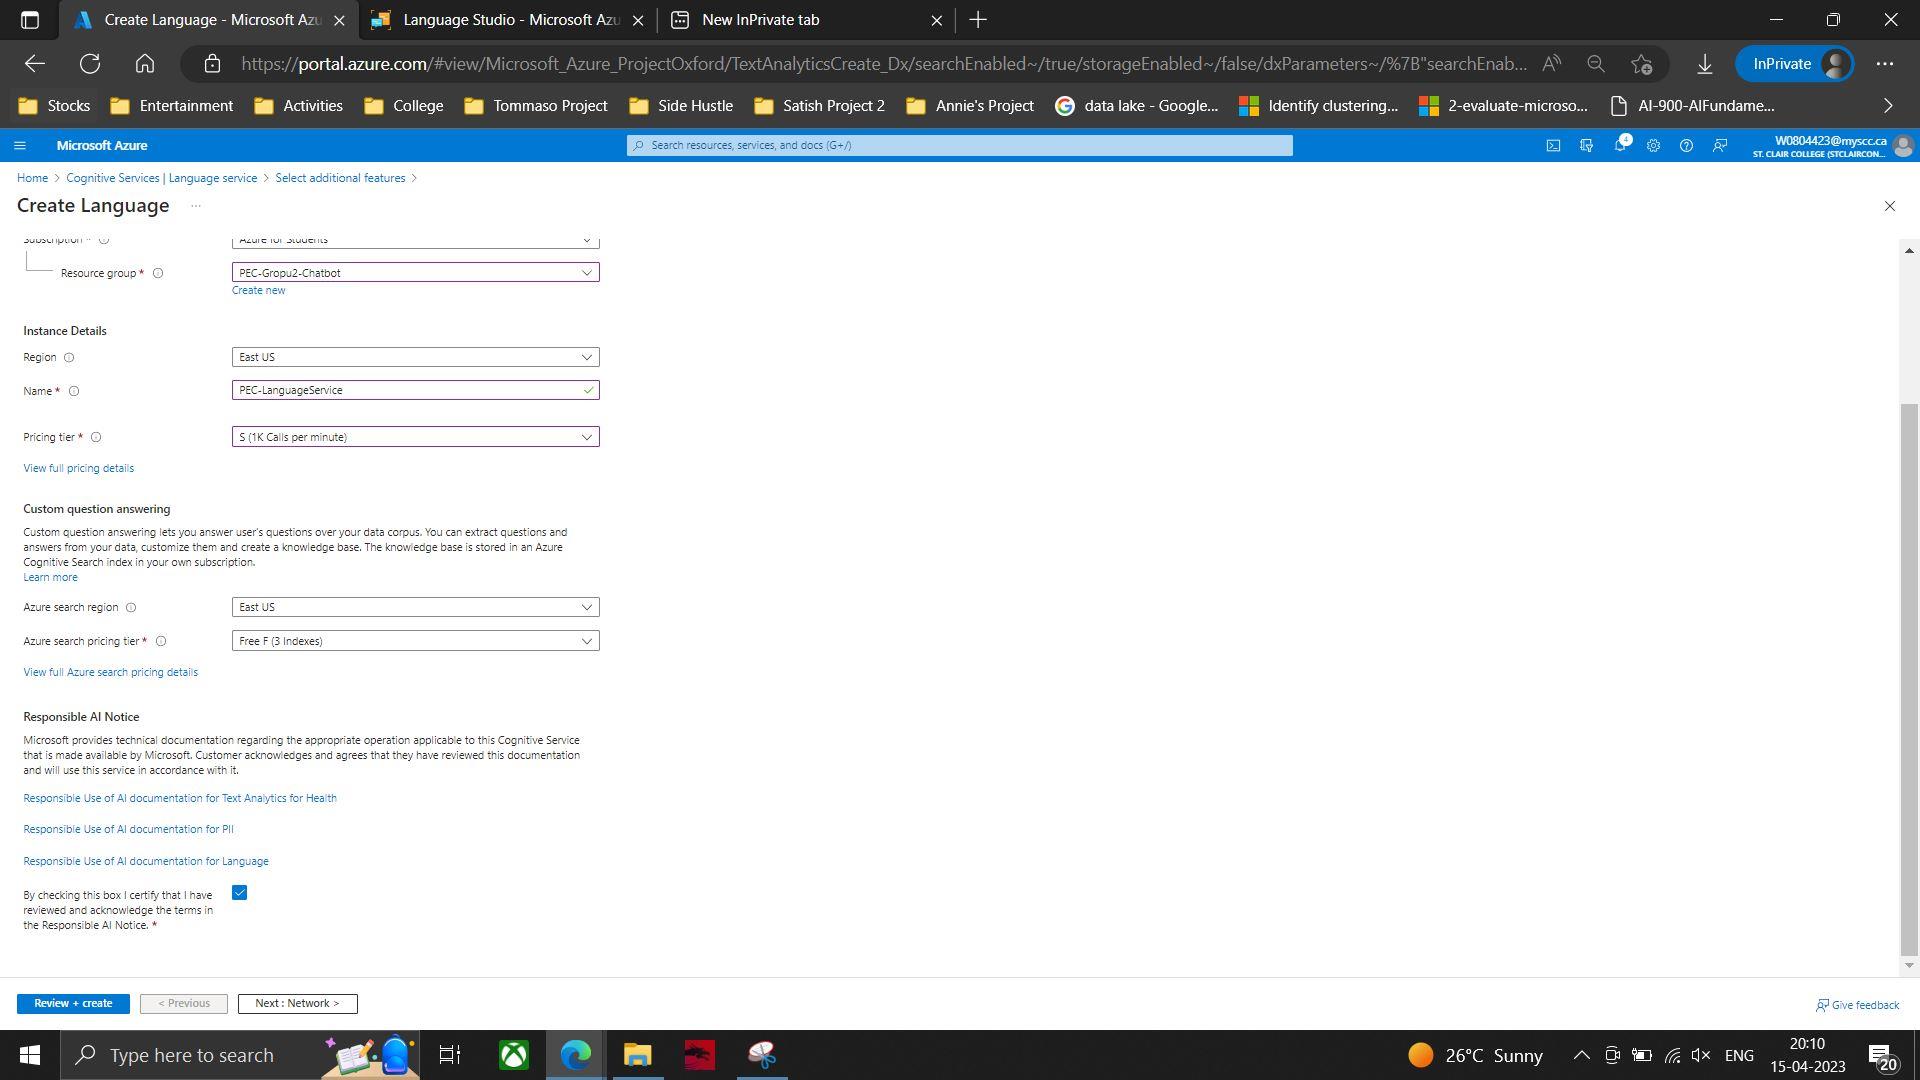 Create Language - Microsoft Azu
Language Studio - Microsoft Azu
New InPrivate tab
https://portal.azure.com/#view/Microsoft_Azure_ProjectOxford/TextAnalyticsCreate_Dx/searchEnabled~/true/storageEnabled~/false/dxParameters~/%7B"searchEnab...
InPrivate
Stocks
Entertainment
Activities
College
Tommaso Project
Side Hustle
Satish Project 2
Annie's Project
data lake - Google...
Identify clustering...
2-evaluate-microso...
AI-900-AIFundame...
Microsoft Azure
Search resources, services, and docs (G+/)
4
W0804423@myscc.ca
ST. CLAIR COLLEGE (STCLAIRCON...
Home > Cognitive Services | Language service > Select additional features >
Create Language ...
Subscription *
Azure for Students
Resource group *
PEC-Gropu2-Chatbot
Create new
Instance Details
Region
East US
Name *
PEC-LanguageService
Pricing tier *
S (1K Calls per minute)
View full pricing details
Custom question answering
Custom question answering lets you answer user's questions over your data corpus. You can extract questions and
answers from your data, customize them and create a knowledge base. The knowledge base is stored in an Azure
Cognitive Search index in your own subscription.
Learn more
Azure search region
East US
Azure search pricing tier *
Free F (3 Indexes)
View full Azure search pricing details
Responsible AI Notice
Microsoft provides technical documentation regarding the appropriate operation applicable to this Cognitive Service
that is made available by Microsoft. Customer acknowledges and agrees that they have reviewed this documentation
and will use this service in accordance with it.
Responsible Use of AI documentation for Text Analytics for Health
Responsible Use of AI documentation for PII
Responsible Use of AI documentation for Language
By checking this box I certify that I have
reviewed and acknowledge the terms in
the Responsible AI Notice. *
Review + create
< Previous
Next : Network >
Give feedback
Type here to search
26°C Sunny
ENG
20:10
15-04-2023
20